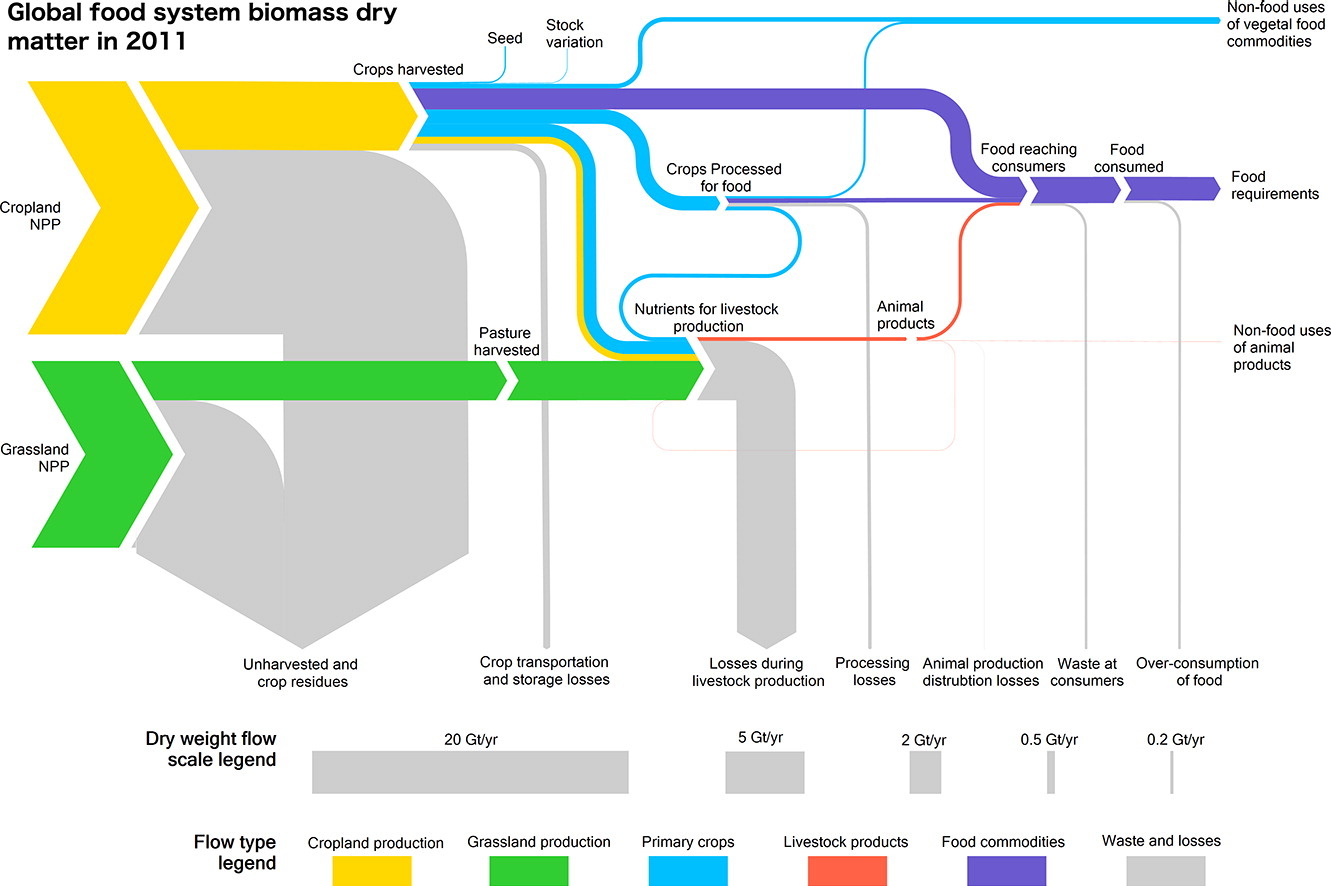 Global food system biomass dry
matter in 2011
Non-food uses
of vegetal food
commodities
Seed
Stock
variation
Crops harvested
Crops Processed
for food
Food reaching
consumers
Food
consumed
Food
requirements
Cropland
NPP
Nutrients for livestock
production
Animal
products
Non-food uses
of animal
products
Pasture
harvested
Grassland
NPP
Unharvested and
crop residues
Crop transportation
and storage losses
Losses during
livestock production
Processing
losses
Animal production
distrubtion losses
Waste at
consumers
Over-consumption
of food
Dry weight flow
scale legend
20 Gt/yr
5 Gt/yr
2 Gt/yr
0.5 Gt/yr
0.2 Gt/yr
Flow type
legend
Cropland production
Grassland production
Primary crops
Livestock products
Food commodities
Waste and losses